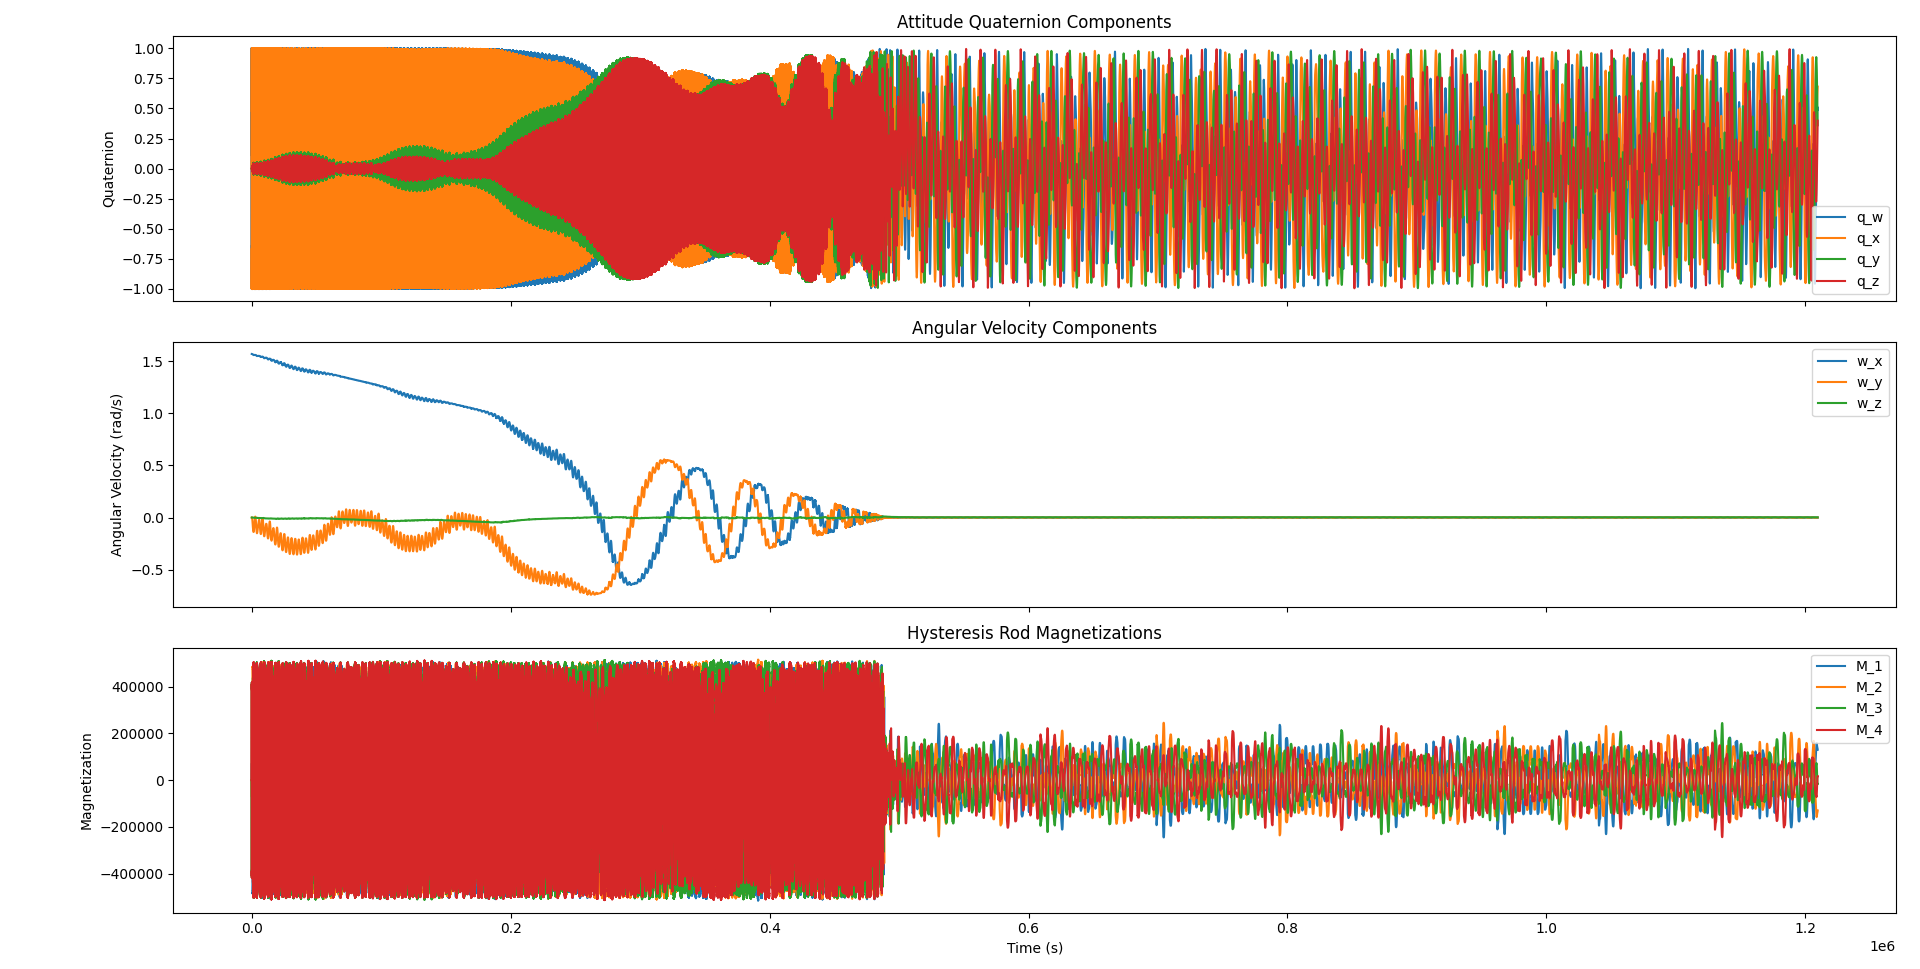 Attitude Quaternion Components
1.00
0.75
0.50
0.25
0.00
−0.25
−0.50
−0.75
−1.00
Quaternion
q_w
q_x
q_y
q_z
Angular Velocity Components
1.5
1.0
0.5
0.0
−0.5
Angular Velocity (rad/s)
w_x
w_y
w_z
Hysteresis Rod Magnetizations
400000
200000
0
−200000
−400000
Magnetization
M_1
M_2
M_3
M_4
0.0 0.2 0.4 0.6 0.8 1.0 1.2
Time (s)
1e6